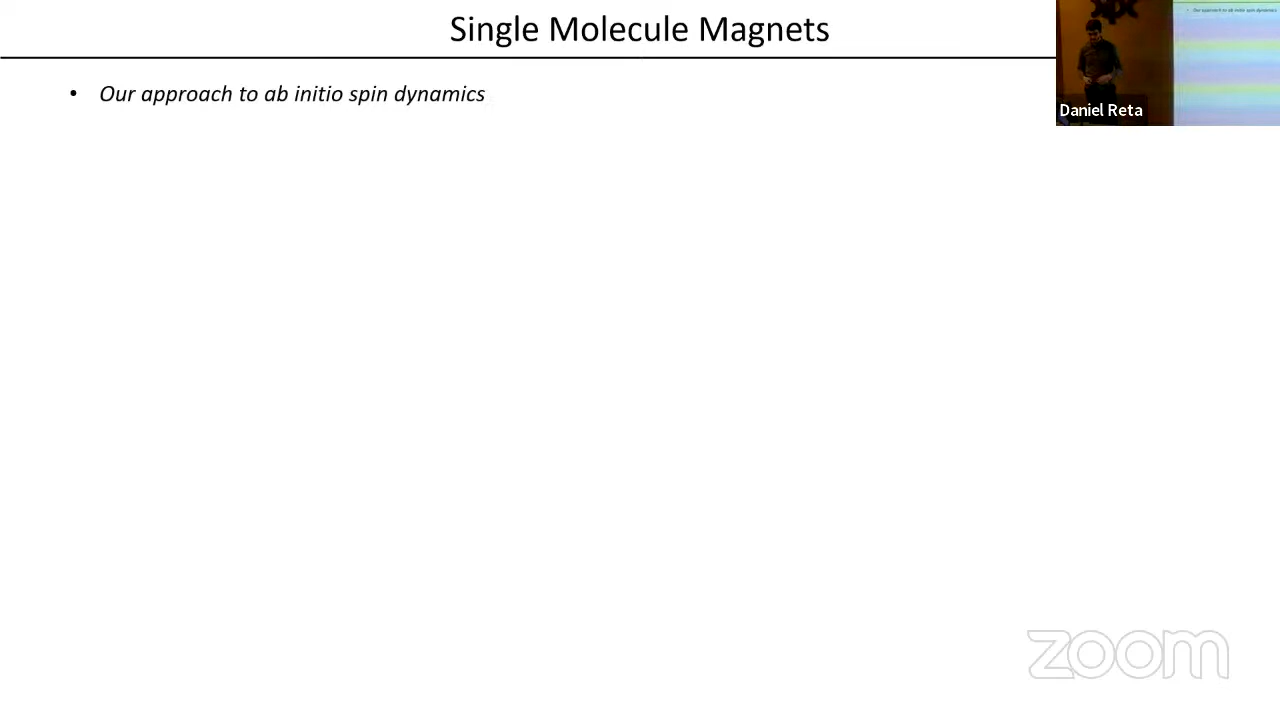 Single Molecule Magnets
• Our approach to ab initio spin dynamics
Daniel Reta
zoom